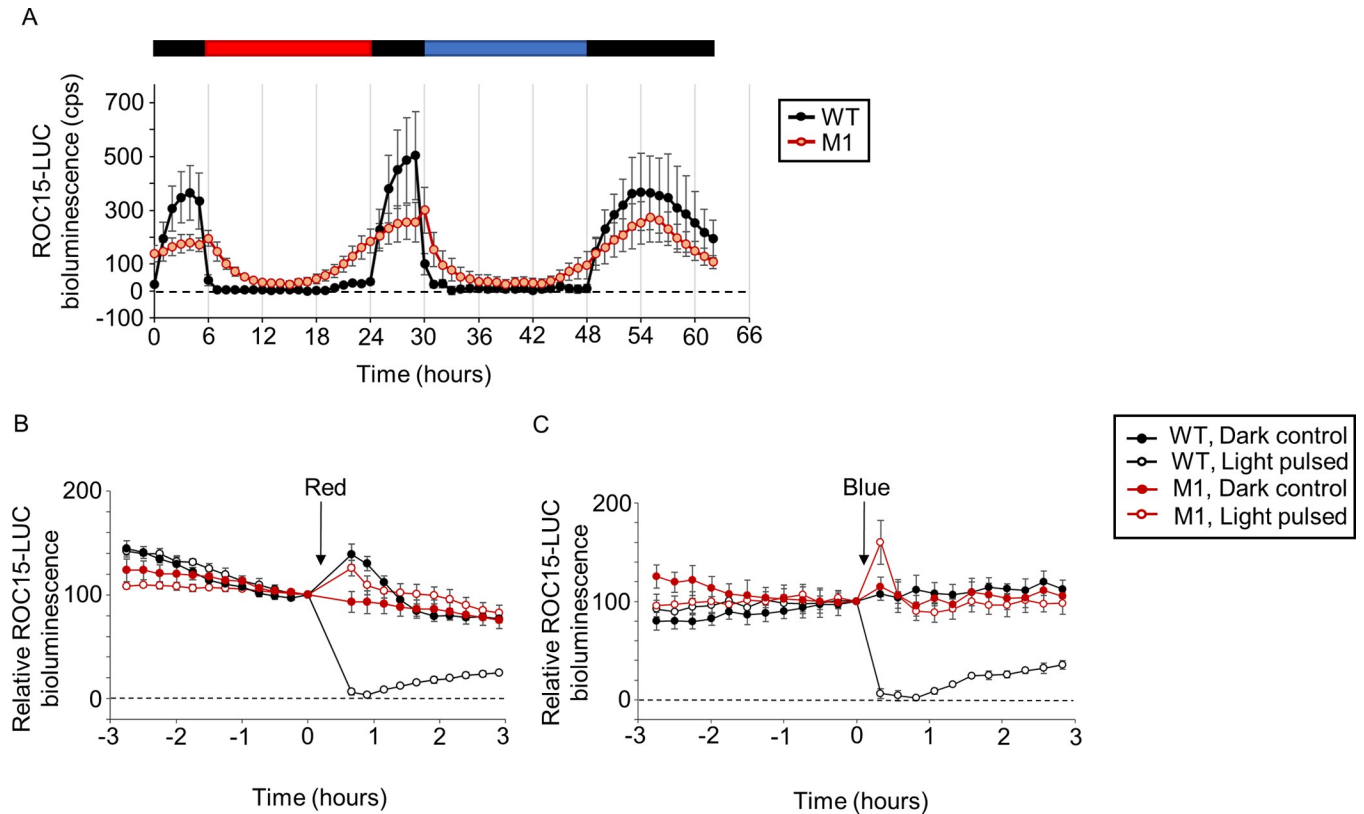 A
ROC15-LUC
bioluminescence (cps)
700
500
300
100
0
-100
0 6 12 18 24 30 36 42 48 54 60 66
Time (hours)
WT
M1
B
Relative ROC15-LUC
bioluminescence
200
100
0
Red
-3 -2 -1 0 1 2 3
Time (hours)
C
Relative ROC15-LUC
bioluminescence
200
100
0
Blue
-3 -2 -1 0 1 2 3
Time (hours)
WT, Dark control
WT, Light pulsed
M1, Dark control
M1, Light pulsed